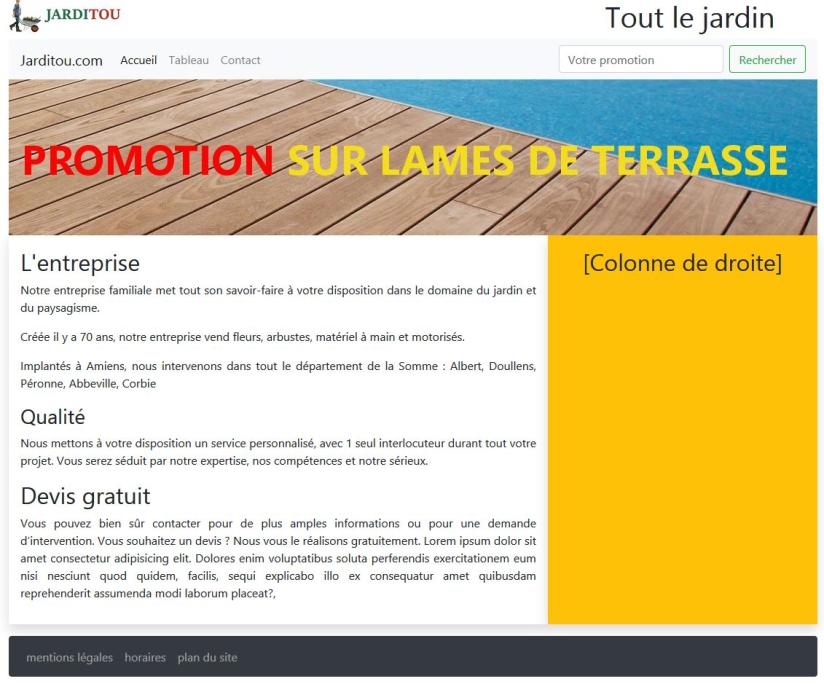 JARDITOU
Tout le jardin
Jarditou.com Accueil Tableau Contact Votre promotion Rechercher
PROMOTION SUR LAMES DE TERRASSE
L'entreprise
Notre entreprise familiale met tout son savoir-faire à votre disposition dans le domaine du jardin et
du paysagisme.
Créée il y a 70 ans, notre entreprise vend fleurs, arbustes, matériel à main et motorisés.
Implantés à Amiens, nous intervenons dans tout le département de la Somme : Albert, Doullens,
Péronne, Abbeville, Corbie
Qualité
Nous mettons à votre disposition un service personnalisé, avec 1 seul interlocuteur durant tout votre
projet. Vous serez séduit par notre expertise, nos compétences et notre sérieux.
Devis gratuit
Vous pouvez bien sûr contacter pour de plus amples informations ou pour une demande
d'intervention. Vous souhaitez un devis ? Nous vous le réalisons gratuitement. Lorem ipsum dolor sit
amet consectetur adipisicing elit. Dolores enim voluptatibus soluta perferendis exercitationem eum
nisi nesciunt quod quidem, facilis, sequi explicabo illo ex consequatur amet quibusdam
reprehenderit assumenda modi laborum placeat?,
[Colonne de droite]
mentions légales horaires plan du site